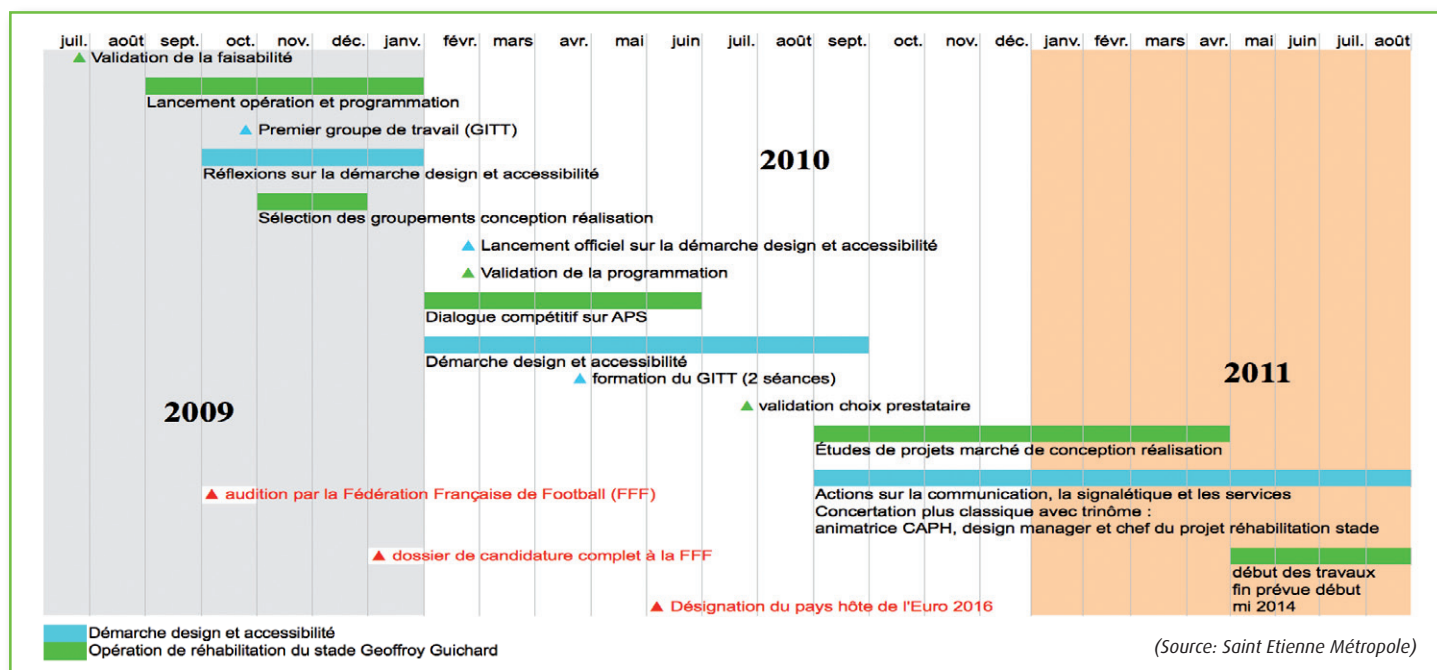 juil. août sept. oct. nov. déc. janv. févr. mars avr. mai juin juil. août sept. oct. nov. déc. janv. févr. mars avr. mai juin juil. août
Validation de la faisabilité
Lancement opération et programmation
Premier groupe de travail (GITT)
2010
Réflexions sur la démarche design et accessibilité
Sélection des groupements conception réalisation
Lancement officiel sur la démarche design et accessibilité
Validation de la programmation
Dialogue compétitif sur APS
Démarche design et accessibilité
formation du GITT (2 séances)
2011
2009
validation choix prestataire
Études de projets marché de conception réalisation
audition par la Fédération Française de Football (FFF)
Actions sur la communication, la signalétique et les services
Concertation plus classique avec trinôme :
animatrice CAPH, design manager et chef du projet réhabilitation stade
dossier de candidature complet à la FFF
début des travaux
fin prévue début
mi 2014
Désignation du pays hôte de l'Euro 2016
Démarche design et accessibilité
Opération de réhabilitation du stade Geoffroy Guichard
(Source: Saint Etienne Métropole)